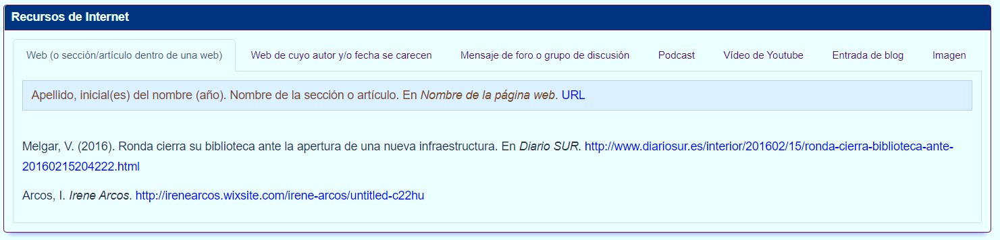 Recursos de Internet
Web (o sección/artículo dentro de una web) Web de cuyo autor y/o fecha se carecen Mensaje de foro o grupo de discusión Podcast Vídeo de Youtube Entrada de blog Imagen
Apellido, inicial(es) del nombre (año). Nombre de la sección o artículo. En Nombre de la página web. URL
Melgar, V. (2016). Ronda cierra su biblioteca ante la apertura de una nueva infraestructura. En Diario SUR. http://www.diariosur.es/interior/201602/15/ronda-cierra-biblioteca-ante-
20160215204222.html
Arcos, I. Irene Arcos. http://irenearcos.wixsite.com/irene-arcos/untitled-c22hu